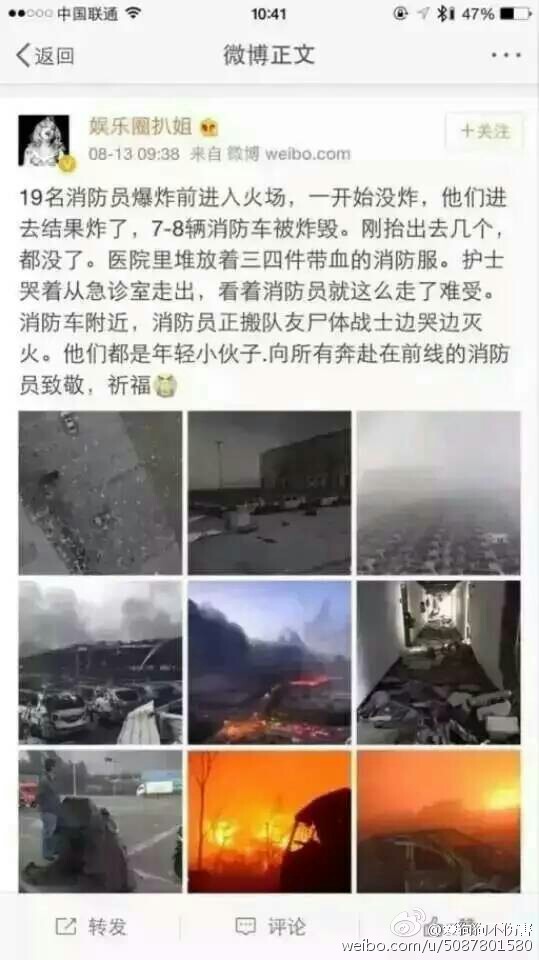 中国联通 10:41 47%
返回 微博正文 ...
娱乐圈扒姐 +关注
08-13 09:38 来自 微博 weibo.com
19名消防员爆炸前进入火场，一开始没炸，他们进
去结果炸了，7-8辆消防车被炸毁。刚抬出去几个，
都没了。医院里堆放着三四件带血的消防服。护士
哭着从急诊室走出，看着消防员就这么走了难受。
消防车附近，消防员正搬队友尸体战士边哭边灭
火。他们都是年轻小伙子.向所有奔赴在前线的消防
员致敬，祈福
转发 评论
weibo.com/u/5087801580